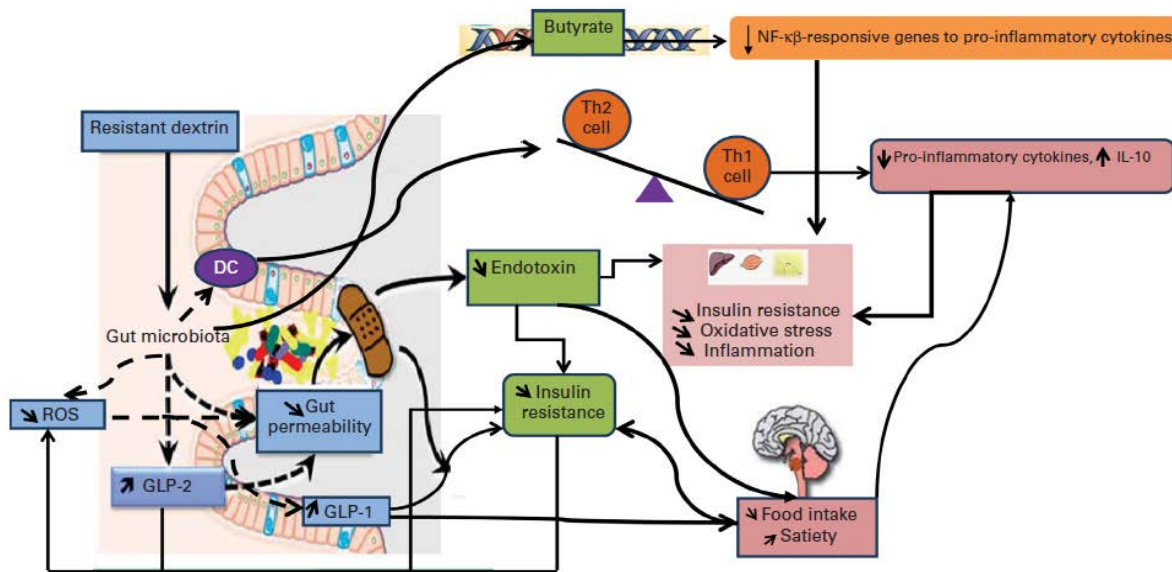 Butyrate
NF-κβ-responsive genes to pro-inflammatory cytokines
Th2
cell
Resistant dextrin
Th1
cell
Pro-inflammatory cytokines, IL-10
DC
Endotoxin
Insulin resistance
Oxidative stress
Inflammation
Gut microbiota
ROS
Gut
permeability
Insulin
resistance
GLP-2
GLP-1
Food intake
Satiety